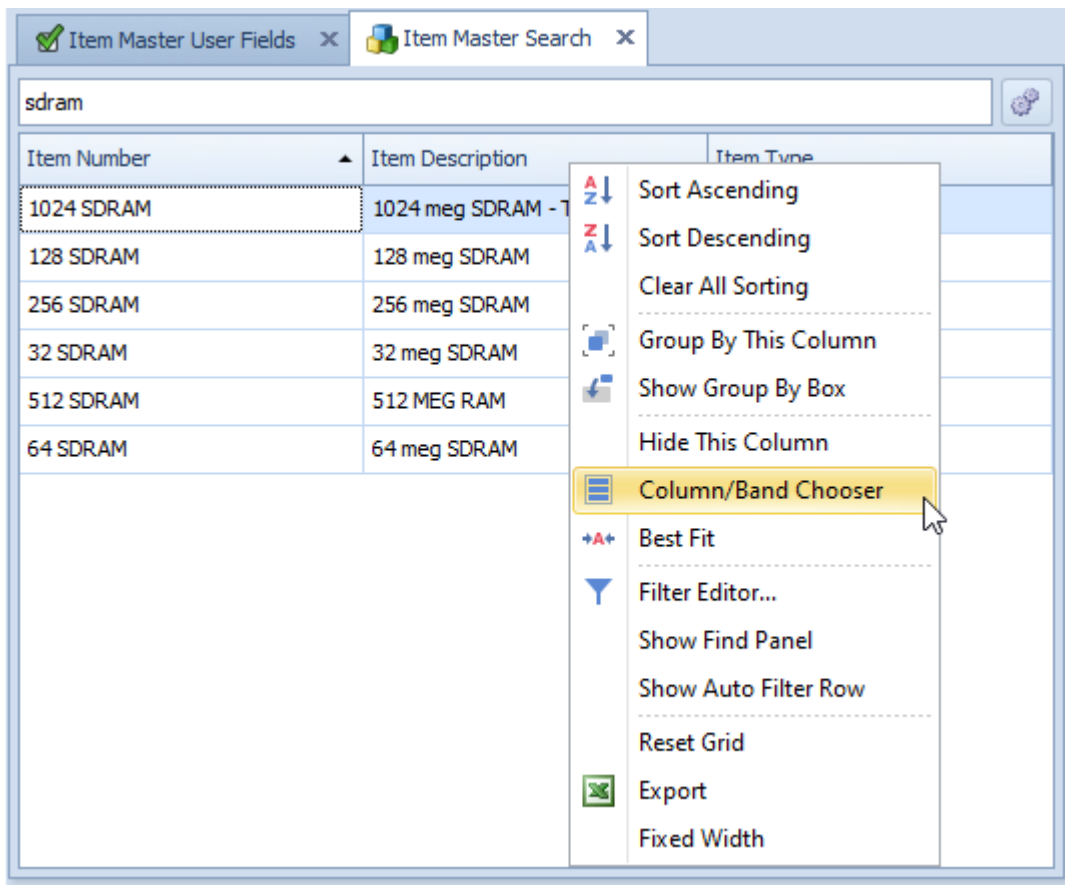 Item Master User Fields
Item Master Search
sdram
Item Number Item Description Item Type
1024 SDRAM 1024 meg SDRAM -
128 SDRAM 128 meg SDRAM
256 SDRAM 256 meg SDRAM
32 SDRAM 32 meg SDRAM
512 SDRAM 512 MEG RAM
64 SDRAM 64 meg SDRAM
Sort Ascending
Sort Descending
Clear All Sorting
Group By This Column
Show Group By Box
Hide This Column
Column/Band Chooser
Best Fit
Filter Editor...
Show Find Panel
Show Auto Filter Row
Reset Grid
Export
Fixed Width